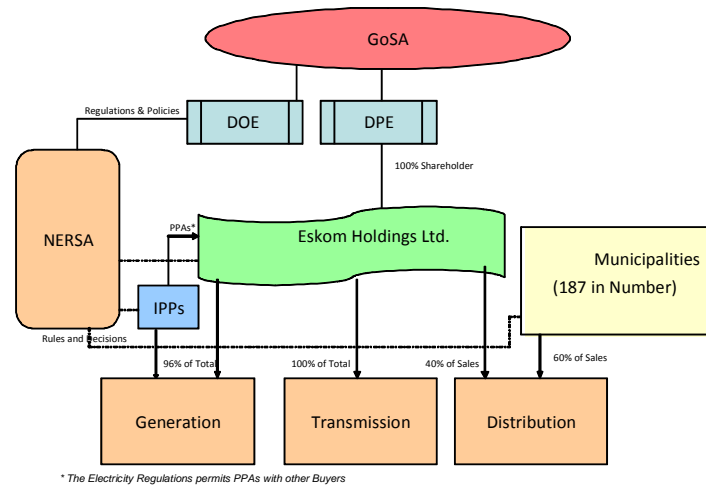 GoSA
Regulations & Policies
DOE
DPE
100% Shareholder
NERSA
PPAs*
Eskom Holdings Ltd.
Municipalities
(187 in Number)
IPPs
Rules and Decisions
96% of Total
100% of Total
40% of Sales
60% of Sales
Generation
Transmission
Distribution
* The Electricity Regulations permits PPAs with other Buyers